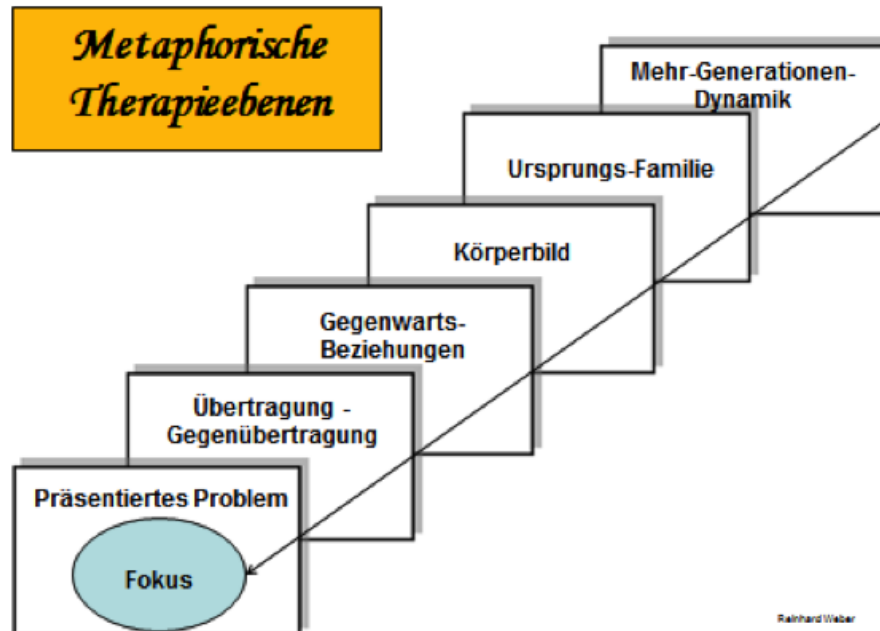 Metaphorische
Therapieebenen
Mehr-Generationen-
Dynamik
Ursprungs-Familie
Körperbild
Gegenwarts-
Beziehungen
Übertragung -
Gegenübertragung
Präsentiertes Problem
Fokus
Reinhard Weber